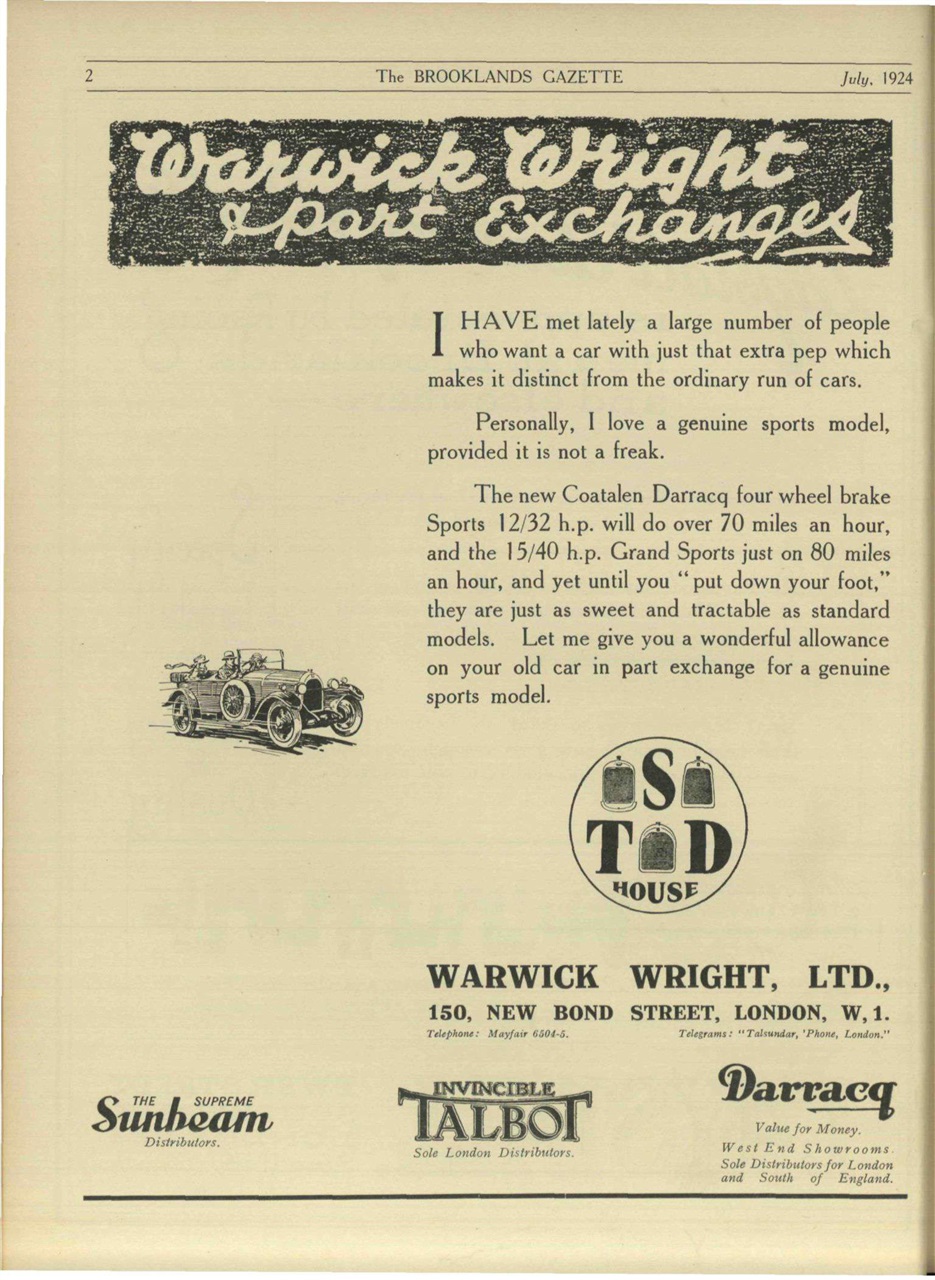 2 The BROOKLANDS GAZETTE July, 1924
Warwick Wright
& Part Exchanges
I HAVE met lately a large number of people
who want a car with just that extra pep which
makes it distinct from the ordinary run of cars.
Personally, I love a genuine sports model,
provided it is not a freak.
The new Coatalen Darracq four wheel brake
Sports 12/32 h.p. will do over 70 miles an hour,
and the 15/40 h.p. Grand Sports just on 80 miles
an hour, and yet until you “put down your foot,”
they are just as sweet and tractable as standard
models. Let me give you a wonderful allowance
on your old car in part exchange for a genuine
sports model.
S
T D
HOUSE
WARWICK WRIGHT, LTD.,
150, NEW BOND STREET, LONDON, W,1.
Telephone: Mayfair 6504-5. Telegrams: "Talsundar, 'Phone, London."
THE SUPREME
Sunbeam
Distributors.
INVINCIBLE
TALBOT
Sole London Distributors.
Darracq
Value for Money.
West End Showrooms.
Sole Distributors for London
and South of England.